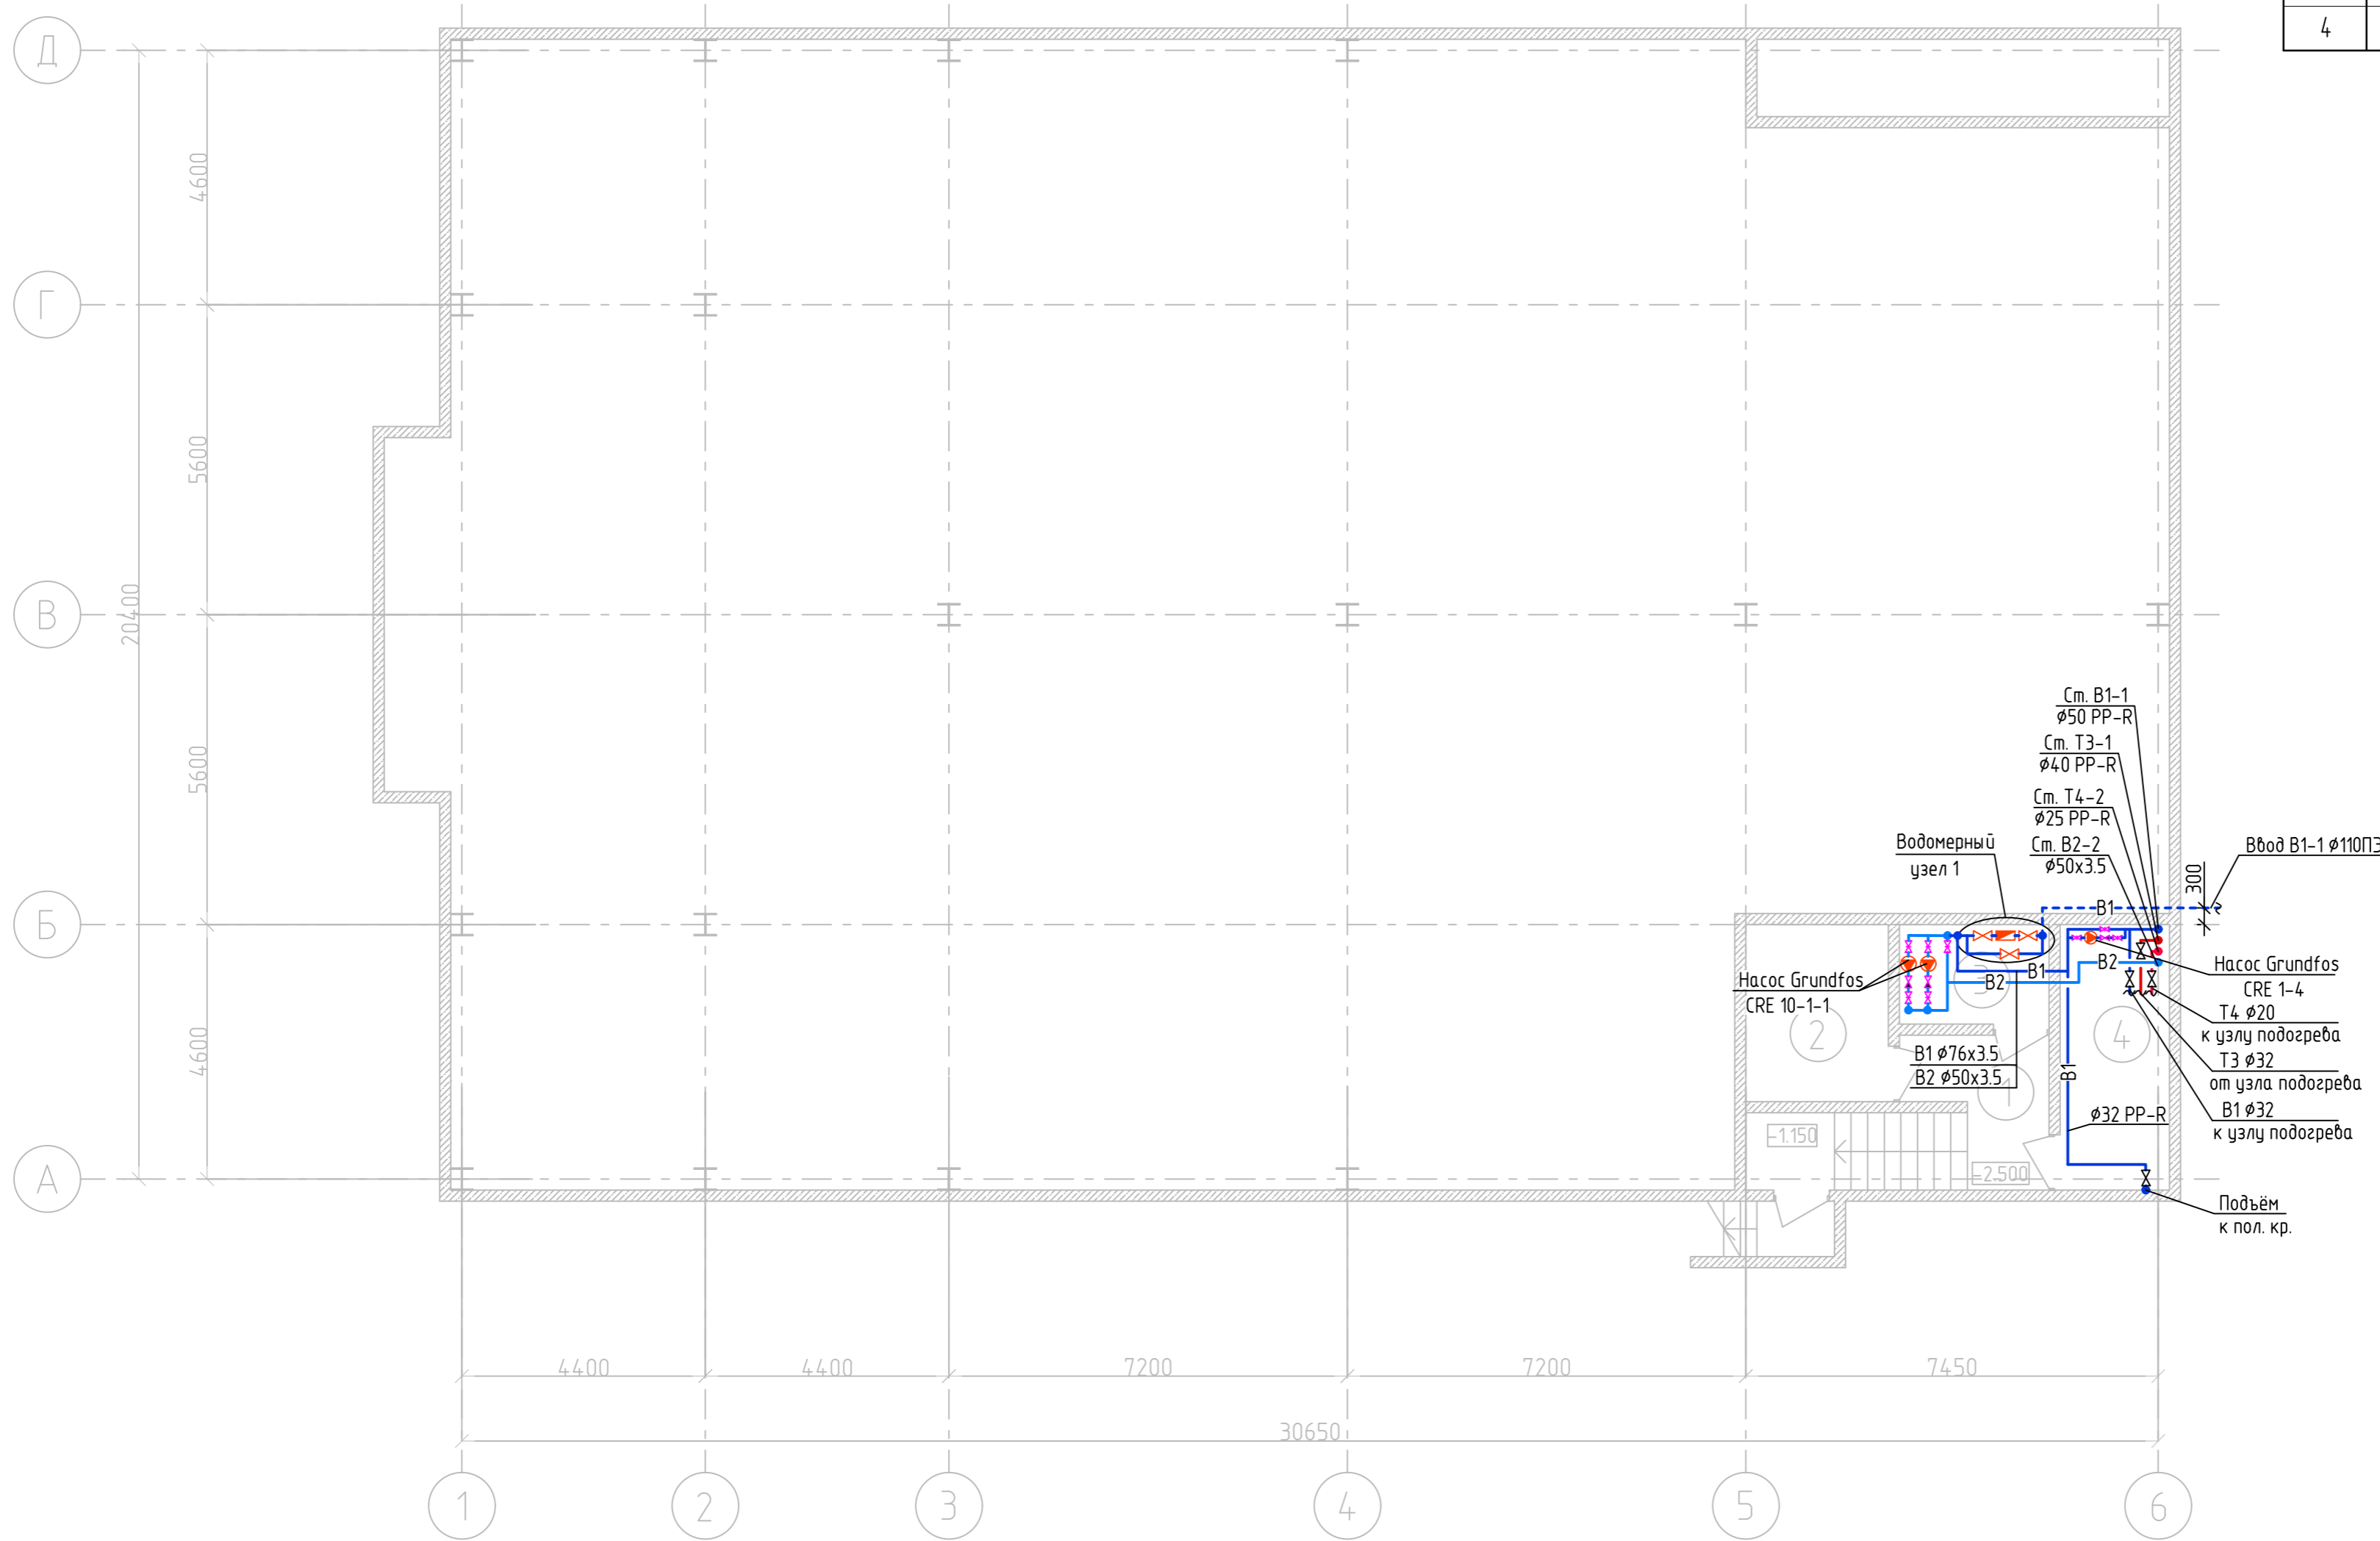 4
Д
4600
Г
5600
В
20400
5600
Б
4600
А
Ст. В1-1
ø50 PP-R
Ст. Т3-1
ø40 PP-R
Ст. Т4-2
ø25 PP-R
Ст. В2-2
ø50х3.5
Водомерный
узел 1
Ввод В1-1 ø110ПЭ
300
В1
В1
В2
В2
Насос Grundfos
CRE 10-1-1
Насос Grundfos
CRE 1-4
Т4 ø20
к узлу подогрева
Т3 ø32
от узла подогрева
В1 ø32
к узлу подогрева
В1 ø76х3.5
В2 ø50х3.5
В1
ø32 PP-R
Подъём
к пол. кр.
1
2
3
4
-1.150
-2.500
4400
4400
7200
7200
7450
30650
1
2
3
4
5
6